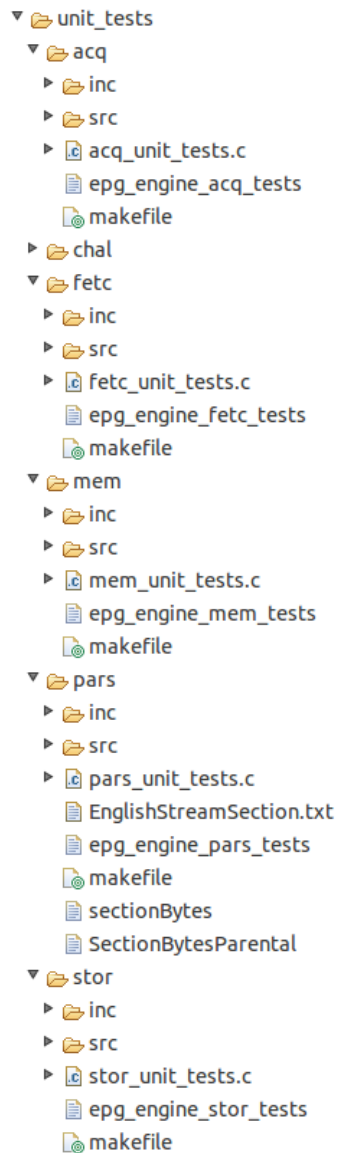 unit_tests
acq
inc
src
acq_unit_tests.c
epg_engine_acq_tests
makefile
chal
fetc
inc
src
fetc_unit_tests.c
epg_engine_fetc_tests
makefile
mem
inc
src
mem_unit_tests.c
epg_engine_mem_tests
makefile
pars
inc
src
pars_unit_tests.c
EnglishStreamSection.txt
epg_engine_pars_tests
makefile
sectionBytes
SectionBytesParental
stor
inc
src
stor_unit_tests.c
epg_engine_stor_tests
makefile